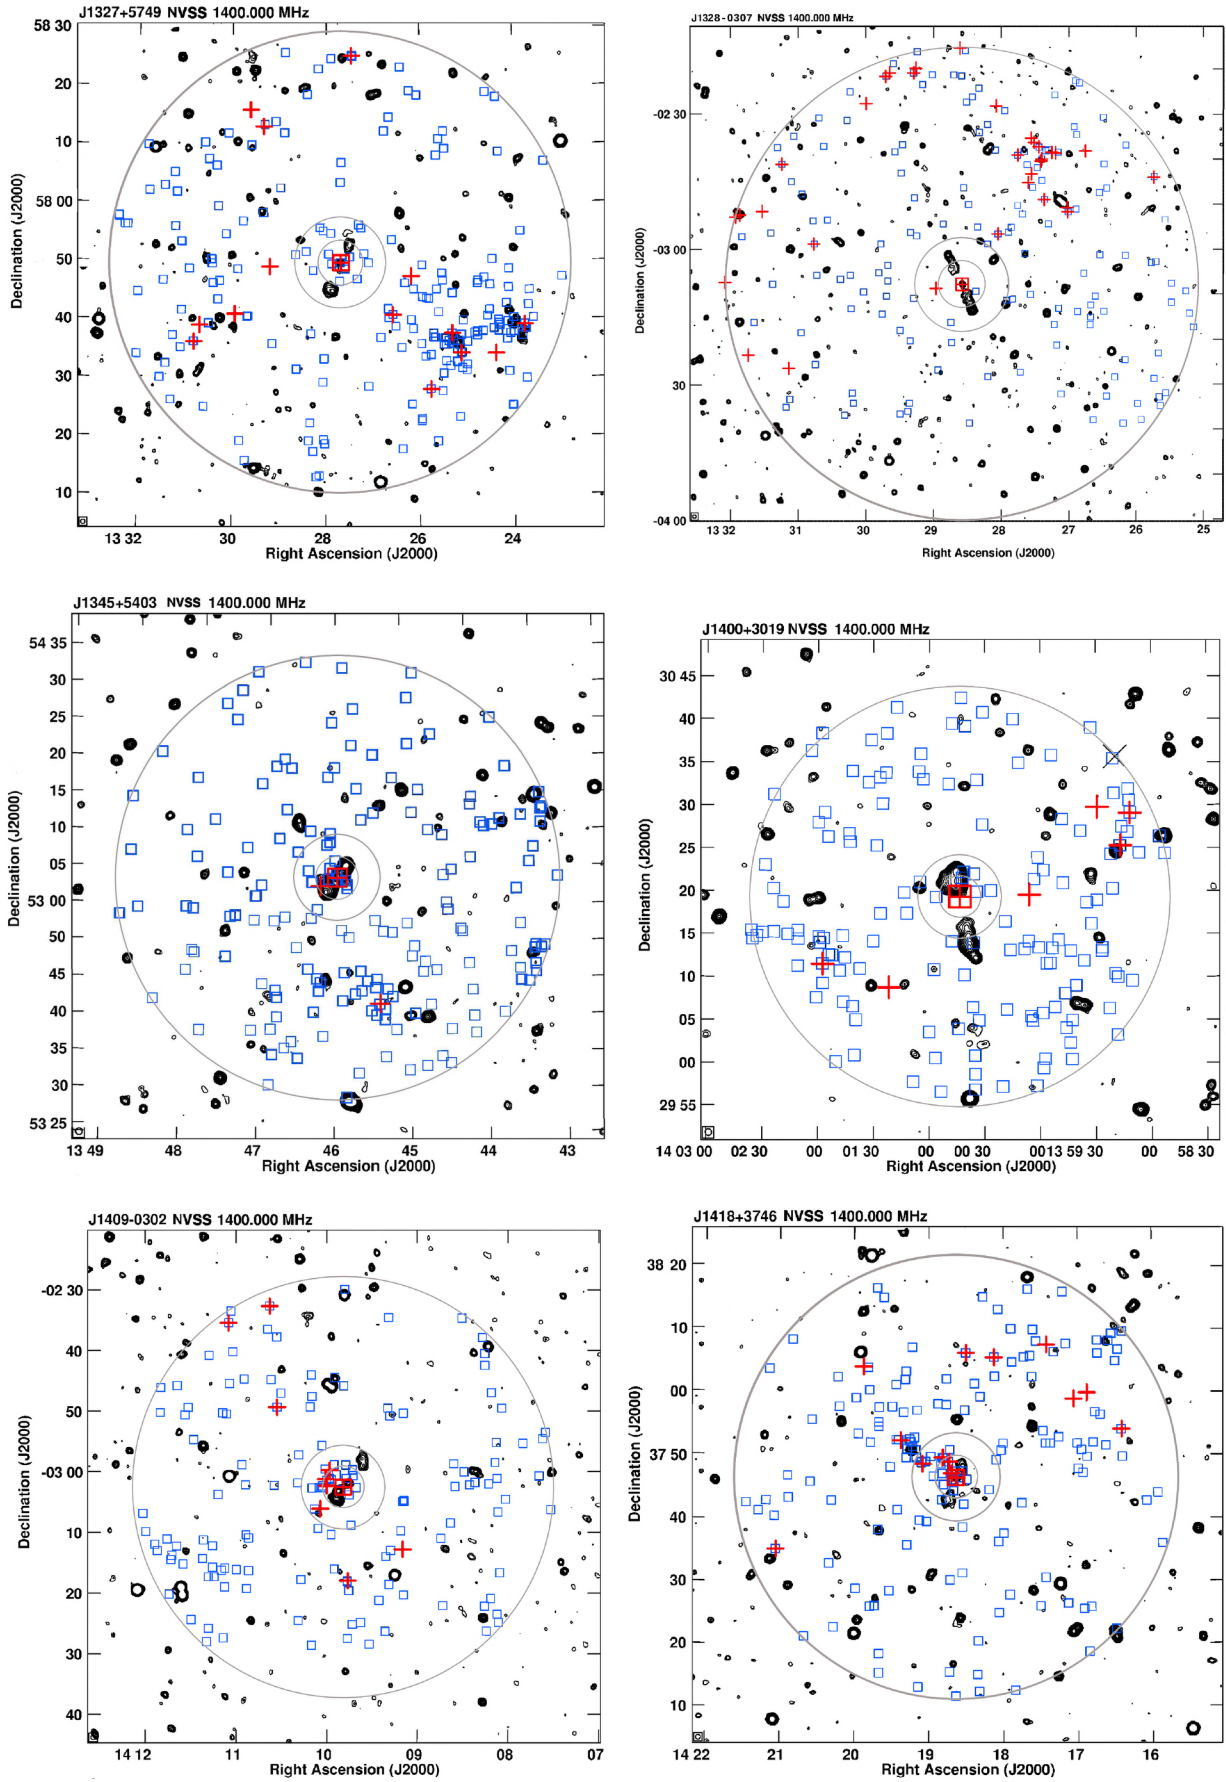 J1327+5749 NVSS 1400.000 MHz
58 30
20
10
58 00
50
40
30
20
10
Declination (J2000)
13 32 30 28 26 24
Right Ascension (J2000)
J1328-0307 NVSS 1400.000 MHz
-02 30
-03 00
30
-04 00
Declination (J2000)
13 32 31 30 29 28 27 26 25
Right Ascension (J2000)
J1345+5403 NVSS 1400.000 MHz
54 35
30
25
20
15
10
05
53 00
50
45
40
35
30
53 25
Declination (J2000)
13 49 48 47 46 45 44 43
Right Ascension (J2000)
J1400+3019 NVSS 1400.000 MHz
30 45
40
35
30
25
20
15
10
05
00
29 55
Declination (J2000)
14 03 00 02 30 00 01 30 00 00 30 00 13 59 30 00 58 30
Right Ascension (J2000)
J1409-0302 NVSS 1400.000 MHz
-02 30
40
50
-03 00
10
20
30
40
Declination (J2000)
14 12 11 10 09 08 07
Right Ascension (J2000)
J1418+3746 NVSS 1400.000 MHz
38 20
10
00
37 50
40
30
20
10
Declination (J2000)
14 22 21 20 19 18 17 16
Right Ascension (J2000)